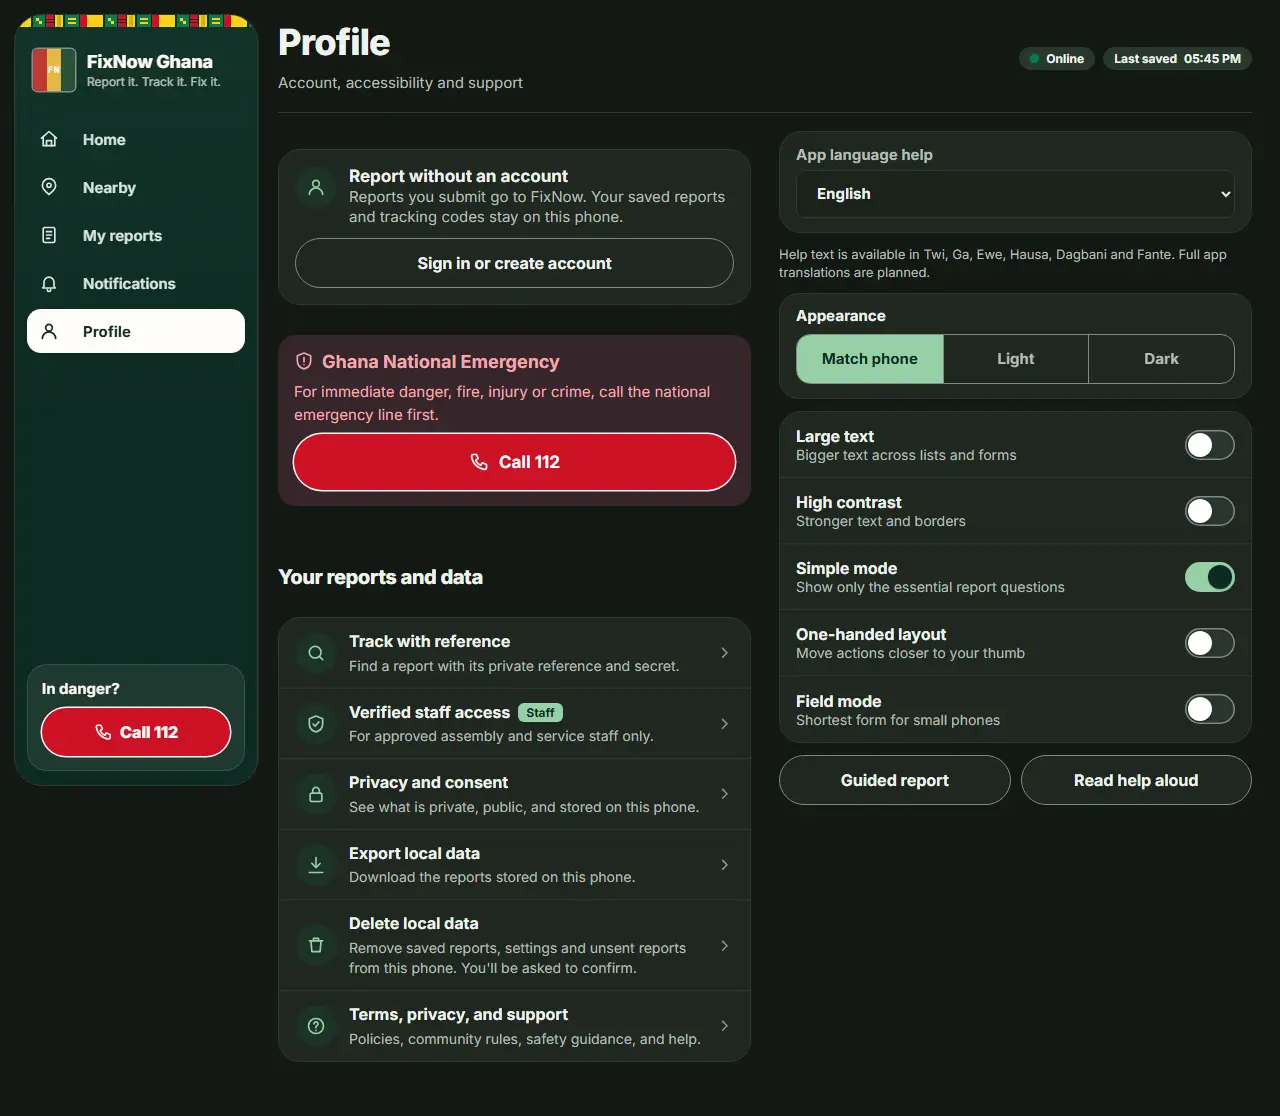 FN
FixNow Ghana
Report it. Track it. Fix it.
Home
Nearby
My reports
Notifications
Profile
In danger?
Call 112
Profile
Account, accessibility and support
Online
Last saved 05:45 PM
Report without an account
Reports you submit go to FixNow. Your saved reports
and tracking codes stay on this phone.
Sign in or create account
Ghana National Emergency
For immediate danger, fire, injury or crime, call the national
emergency line first.
Call 112
Your reports and data
Track with reference
Find a report with its private reference and secret.
Verified staff access Staff
For approved assembly and service staff only.
Privacy and consent
See what is private, public, and stored on this phone.
Export local data
Download the reports stored on this phone.
Delete local data
Remove saved reports, settings and unsent reports
from this phone. You'll be asked to confirm.
Terms, privacy, and support
Policies, community rules, safety guidance, and help.
App language help
English
Help text is available in Twi, Ga, Ewe, Hausa, Dagbani and Fante. Full app
translations are planned.
Appearance
Match phone
Light
Dark
Large text
Bigger text across lists and forms
High contrast
Stronger text and borders
Simple mode
Show only the essential report questions
One-handed layout
Move actions closer to your thumb
Field mode
Shortest form for small phones
Guided report
Read help aloud